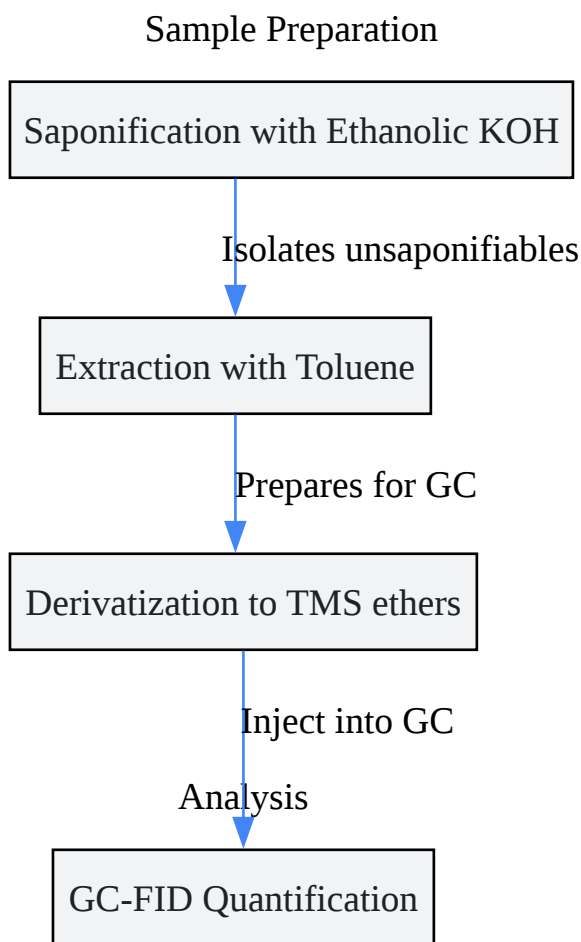 Sample Preparation
Saponification with Ethanolic KOH
Isolates unsaponifiables
Extraction with Toluene
Prepares for GC
Derivatization to TMS ethers
Inject into GC
Analysis
GC-FID Quantification